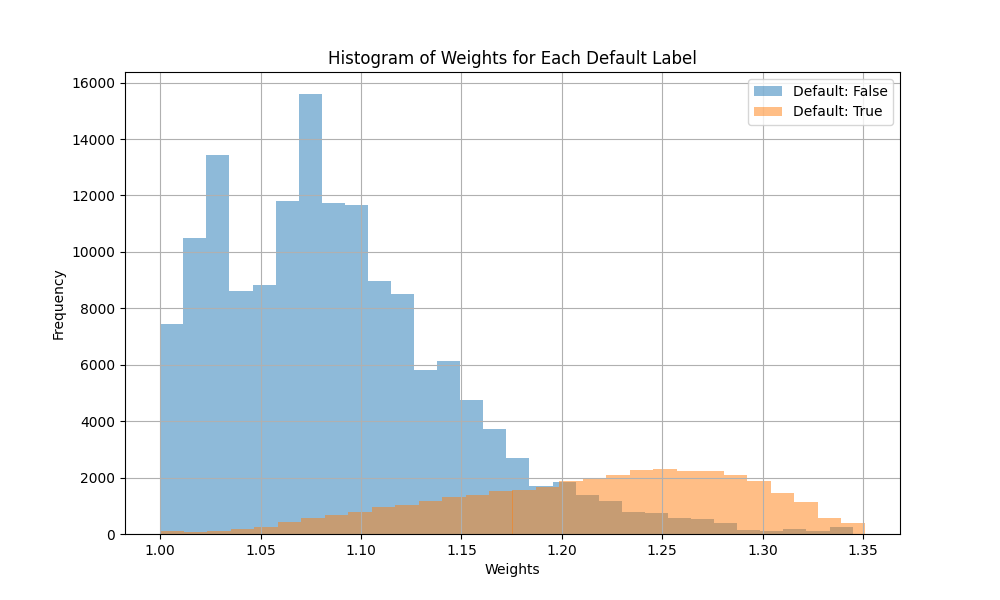 Histogram of Weights for Each Default Label
Default: False
Default: True
Frequency
16000
14000
12000
10000
8000
6000
4000
2000
0
1.00 1.05 1.10 1.15 1.20 1.25 1.30 1.35
Weights